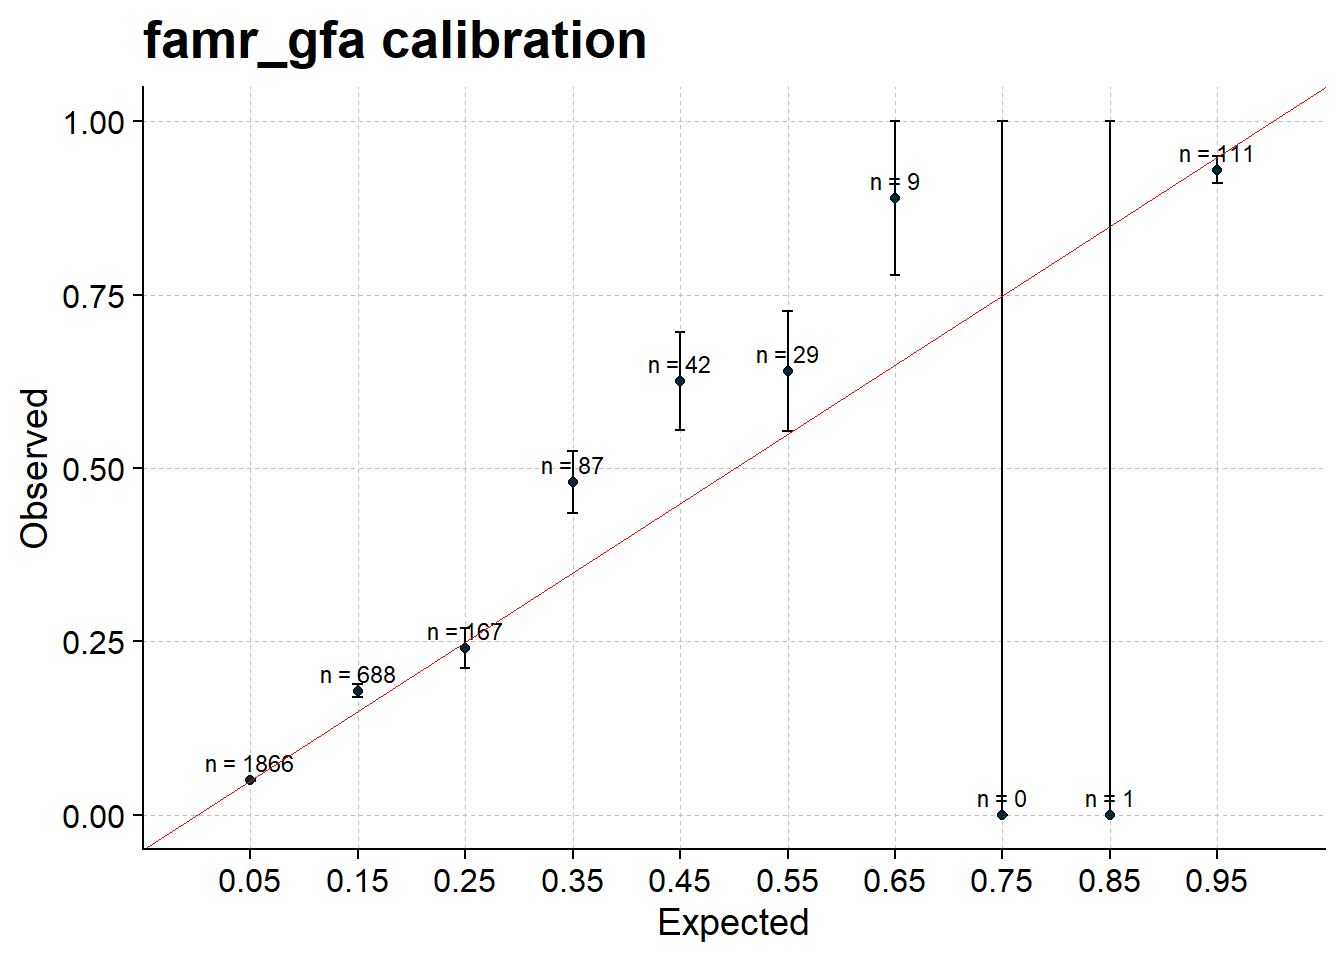 famr_gfa calibration
1.00
0.75
0.50
0.25
0.00
Observed
n = 1866
n = 688
n = 167
n = 87
n = 42
n = 29
n = 9
n = 0
n = 1
n = 111
0.05 0.15 0.25 0.35 0.45 0.55 0.65 0.75 0.85 0.95
Expected